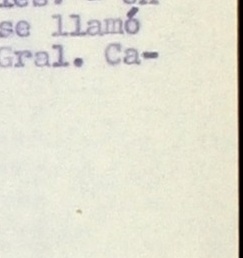 se llamó
Gral. Ca-